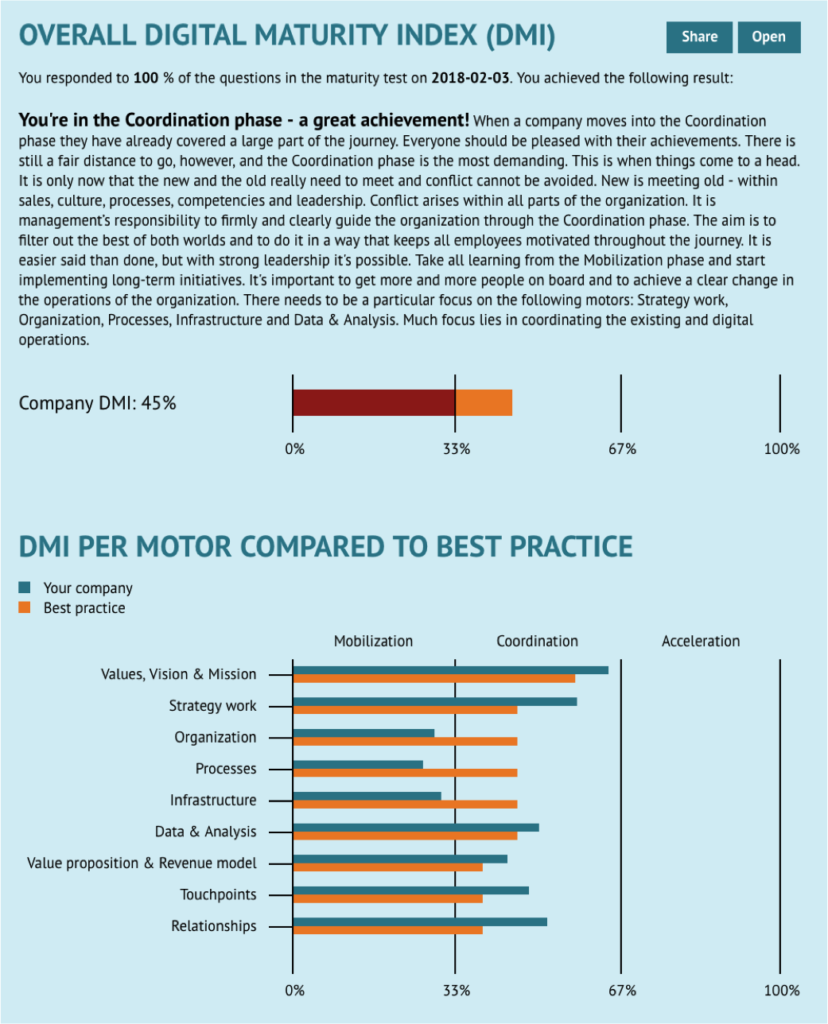 OVERALL DIGITAL MATURITY INDEX (DMI)
Share
Open
You responded to 100 % of the questions in the maturity test on 2018-02-03. You achieved the following result:
You're in the Coordination phase - a great achievement! When a company moves into the Coordination
phase they have already covered a large part of the journey. Everyone should be pleased with their achievements. There is
still a fair distance to go, however, and the Coordination phase is the most demanding. This is when things come to a head.
It is only now that the new and the old really need to meet and conflict cannot be avoided. New is meeting old - within
sales, culture, processes, competencies and leadership. Conflict arises within all parts of the organization. It is
management's responsibility to firmly and clearly guide the organization through the Coordination phase. The aim is to
filter out the best of both worlds and to do it in a way that keeps all employees motivated throughout the journey. It is
easier said than done, but with strong leadership it's possible. Take all learning from the Mobilization phase and start
implementing long-term initiatives. It's important to get more and more people on board and to achieve a clear change in
the operations of the organization. There needs to be a particular focus on the following motors: Strategy work,
Organization, Processes, Infrastructure and Data & Analysis. Much focus lies in coordinating the existing and digital
operations.
Company DMI: 45%
0% 33% 67% 100%
DMI PER MOTOR COMPARED TO BEST PRACTICE
Your company
Best practice
Mobilization Coordination Acceleration
Values, Vision & Mission
Strategy work
Organization
Processes
Infrastructure
Data & Analysis
Value proposition & Revenue model
Touchpoints
Relationships
0% 33% 67% 100%